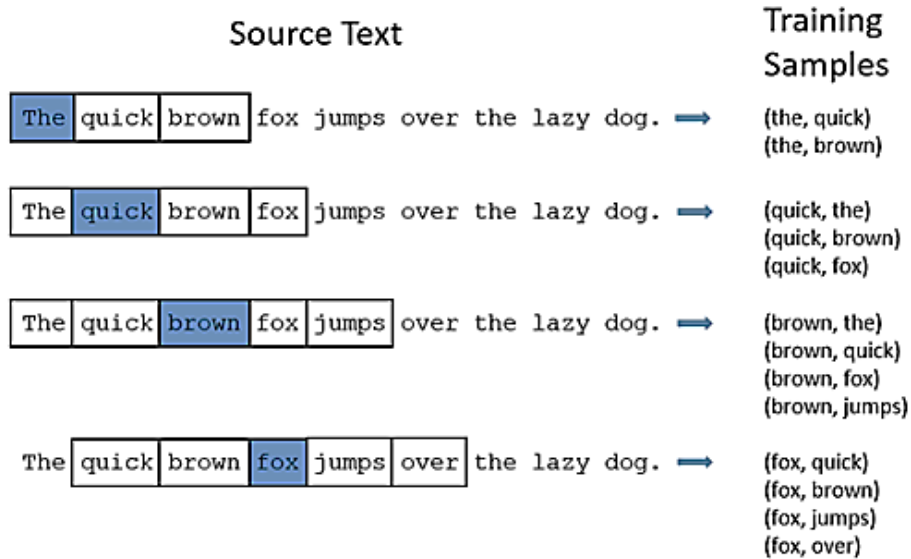 Source Text
Training
Samples
The quick brown fox jumps over the lazy dog.
(the, quick)
(the, brown)
The quick brown fox jumps over the lazy dog.
(quick, the)
(quick, brown)
(quick, fox)
The quick brown fox jumps over the lazy dog.
(brown, the)
(brown, quick)
(brown, fox)
(brown, jumps)
The quick brown fox jumps over the lazy dog.
(fox, quick)
(fox, brown)
(fox, jumps)
(fox, over)